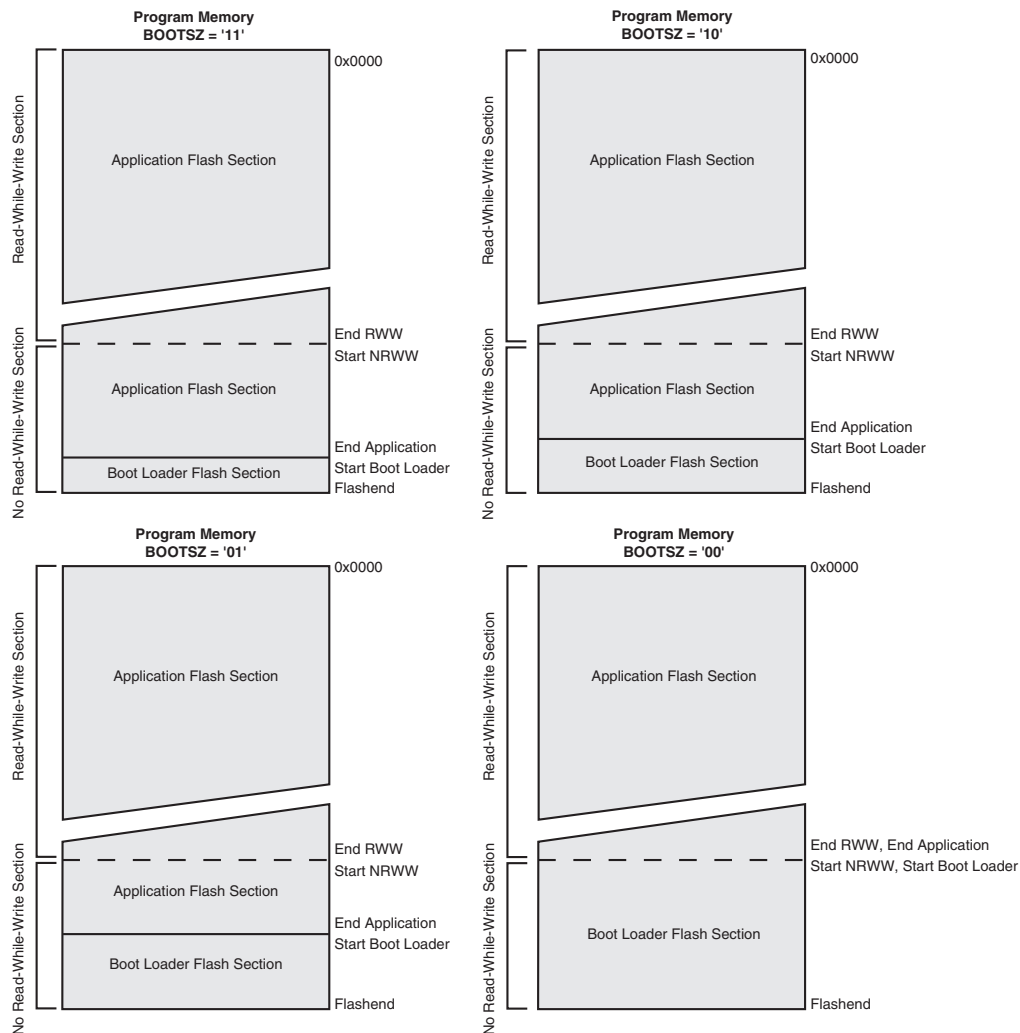 Program Memory
BOOTSZ = '11'
0x0000
Read-While-Write Section
Application Flash Section
End RWW
Start NRWW
No Read-While-Write Section
Application Flash Section
End Application
Start Boot Loader
Boot Loader Flash Section
Flashend
Program Memory
BOOTSZ = '10'
0x0000
Read-While-Write Section
Application Flash Section
End RWW
Start NRWW
No Read-While-Write Section
Application Flash Section
End Application
Start Boot Loader
Boot Loader Flash Section
Flashend
Program Memory
BOOTSZ = '01'
0x0000
Read-While-Write Section
Application Flash Section
End RWW
Start NRWW
No Read-While-Write Section
Application Flash Section
End Application
Start Boot Loader
Boot Loader Flash Section
Flashend
Program Memory
BOOTSZ = '00'
0x0000
Read-While-Write Section
Application Flash Section
End RWW, End Application
Start NRWW, Start Boot Loader
No Read-While-Write Section
Boot Loader Flash Section
Flashend